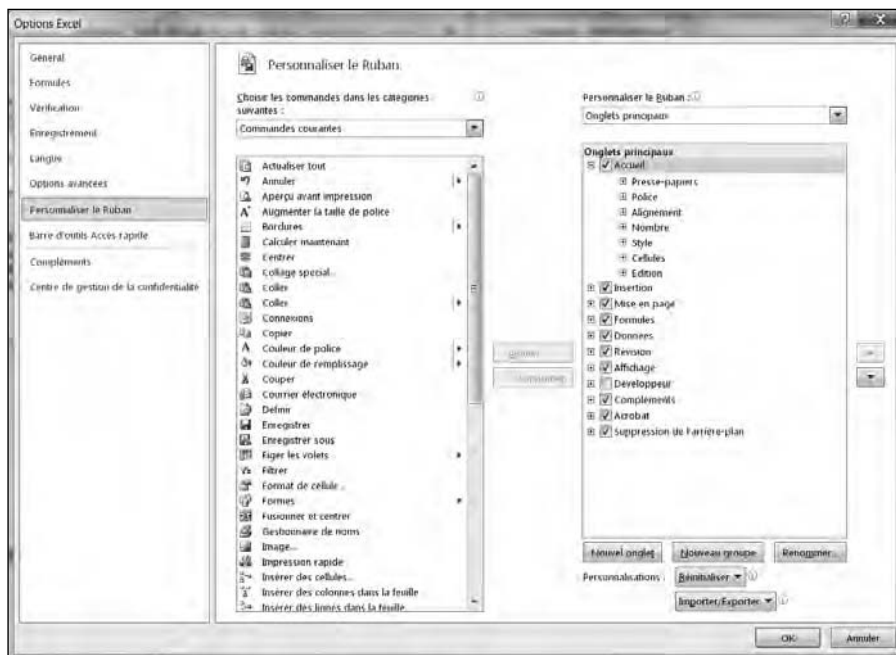 Options Excel
Général
Formules
Vérification
Enregistrement
Langue
Options avancées
Personnaliser le Ruban
Barre d'outils Accès rapide
Compléments
Centre de gestion de la confidentialité
Personnaliser le Ruban.
Choisir les commandes dans les catégories
suivantes :
Commandes courantes
Actualiser tout
Annuler
Aperçu avant impression
Augmenter la taille de police
Bordures
Calculer maintenant
Centrer
Collage spécial...
Coller
Coller
Connexions
Copier
Couleur de police
Couleur de remplissage
Couper
Courrier électronique
Définir
Enregistrer
Enregistrer sous
Figer les volets
Filtrer
Format de cellule...
Formes
Fusionner et centrer
Gestionnaire de noms
Image...
Impression rapide
Insérer des cellules...
Insérer des colonnes dans la feuille
Insérer des lignes dans la feuille
Ajouter
Supprimer
Personnaliser le Ruban :
Onglets principaux
Onglets principaux
Accueil
Presse-papiers
Police
Alignement
Nombre
Style
Cellules
Édition
Insertion
Mise en page
Formules
Données
Révision
Affichage
Développeur
Compléments
Acrobat
Suppression de l'arrière-plan
Nouvel onglet
Nouveau groupe
Renommer...
Personnalisations :
Réinitialiser
Importer/Exporter
OK
Annuler